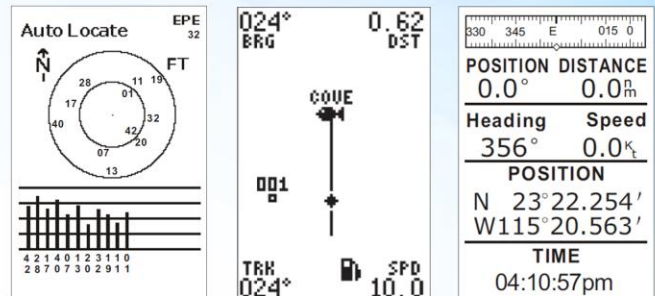 Auto Locate
EPE
32
N
FT
28
11
19
01
17
40
32
42
20
07
13
4 2 1 4 0 1 2 3 1 1 0
2 8 7 0 7 3 0 2 9 1 1
024°
0.62
BRG
DST
COVE
001
TRK
SPD
024°
10.0
330 345 E 015 0
POSITION DISTANCE
0.0° 0.0nm
Heading Speed
356° 0.0Kt
POSITION
N 23°22.254′
W115°20.563′
TIME
04:10:57pm